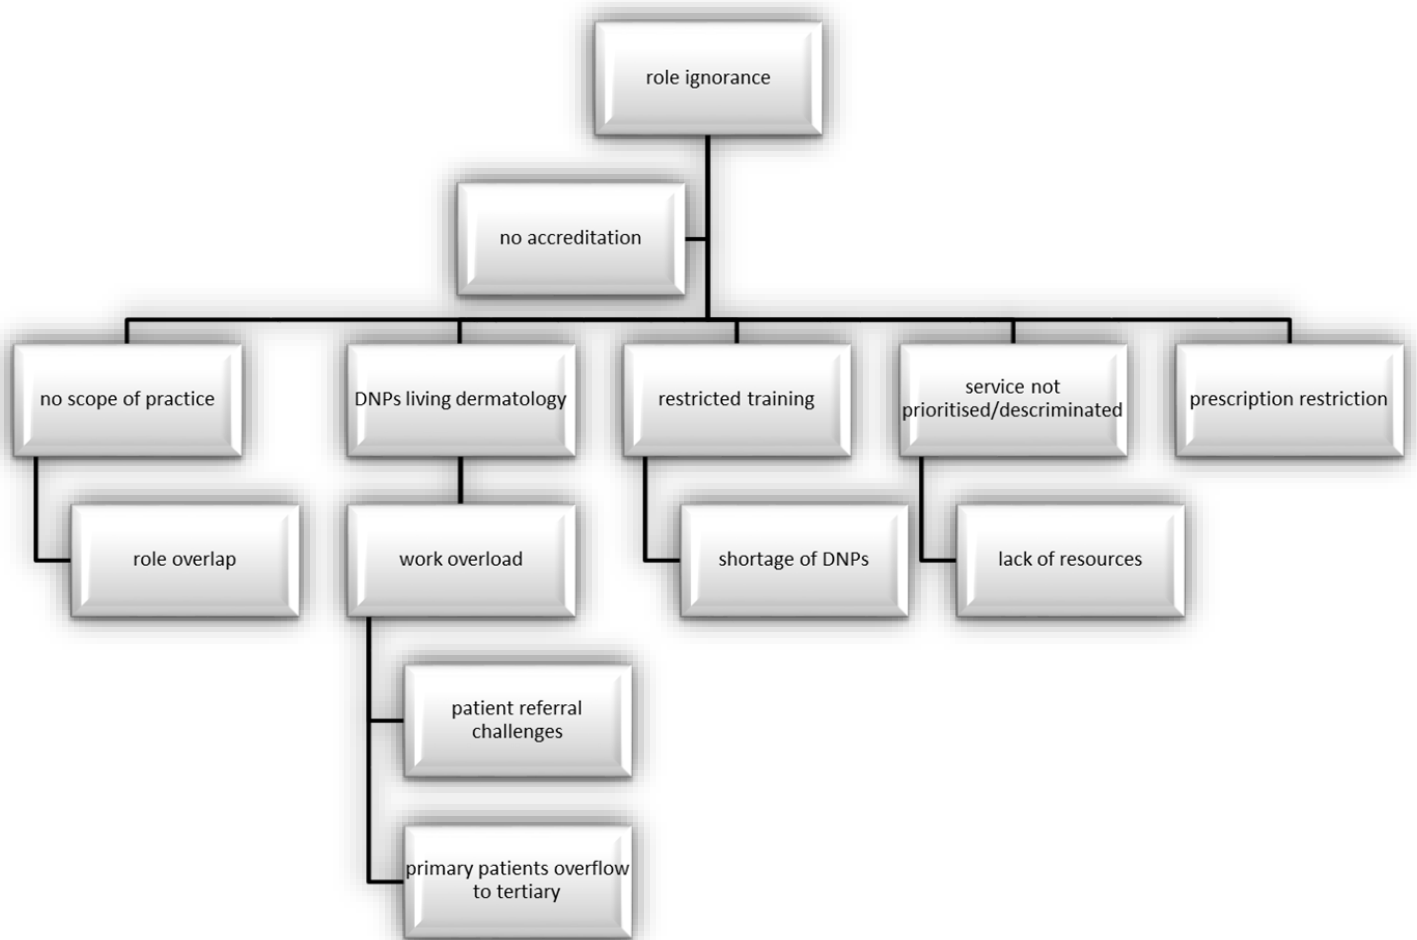 role ignorance
no accreditation
no scope of practice
DNPs living dermatology
restricted training
service not
prioritised/descriminated
prescription restriction
role overlap
work overload
shortage of DNPs
lack of resources
patient referral
challenges
primary patients overflow
to tertiary